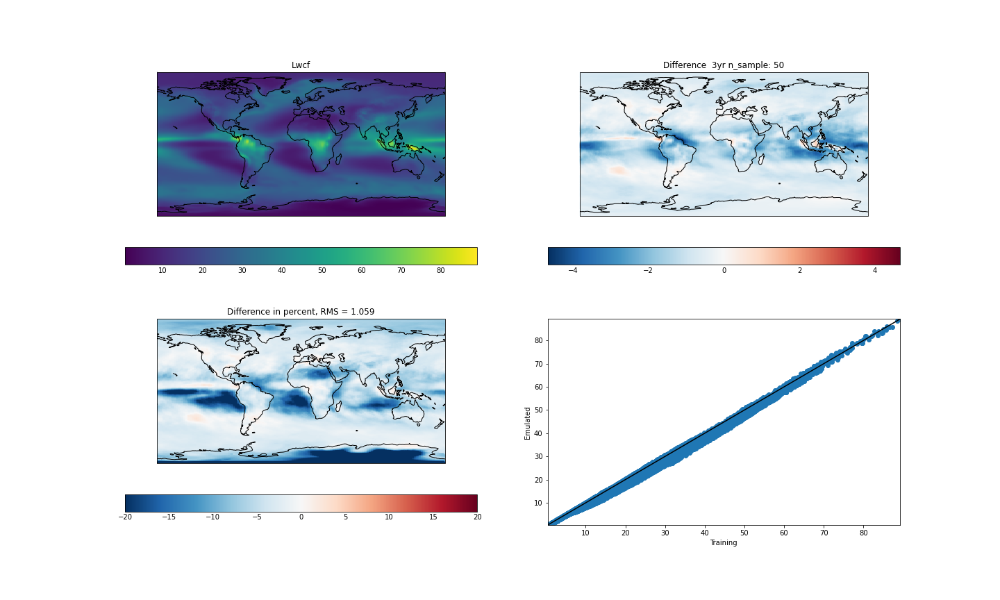 Lwcf
10 20 30 40 50 60 70 80
Difference  3yr n_sample: 50
−4 −2 0 2 4
Difference in percent, RMS = 1.059
−20 −15 −10 −5 0 5 10 15 20
80
70
60
50
40
30
20
10
Emulated
10 20 30 40 50 60 70 80
Training